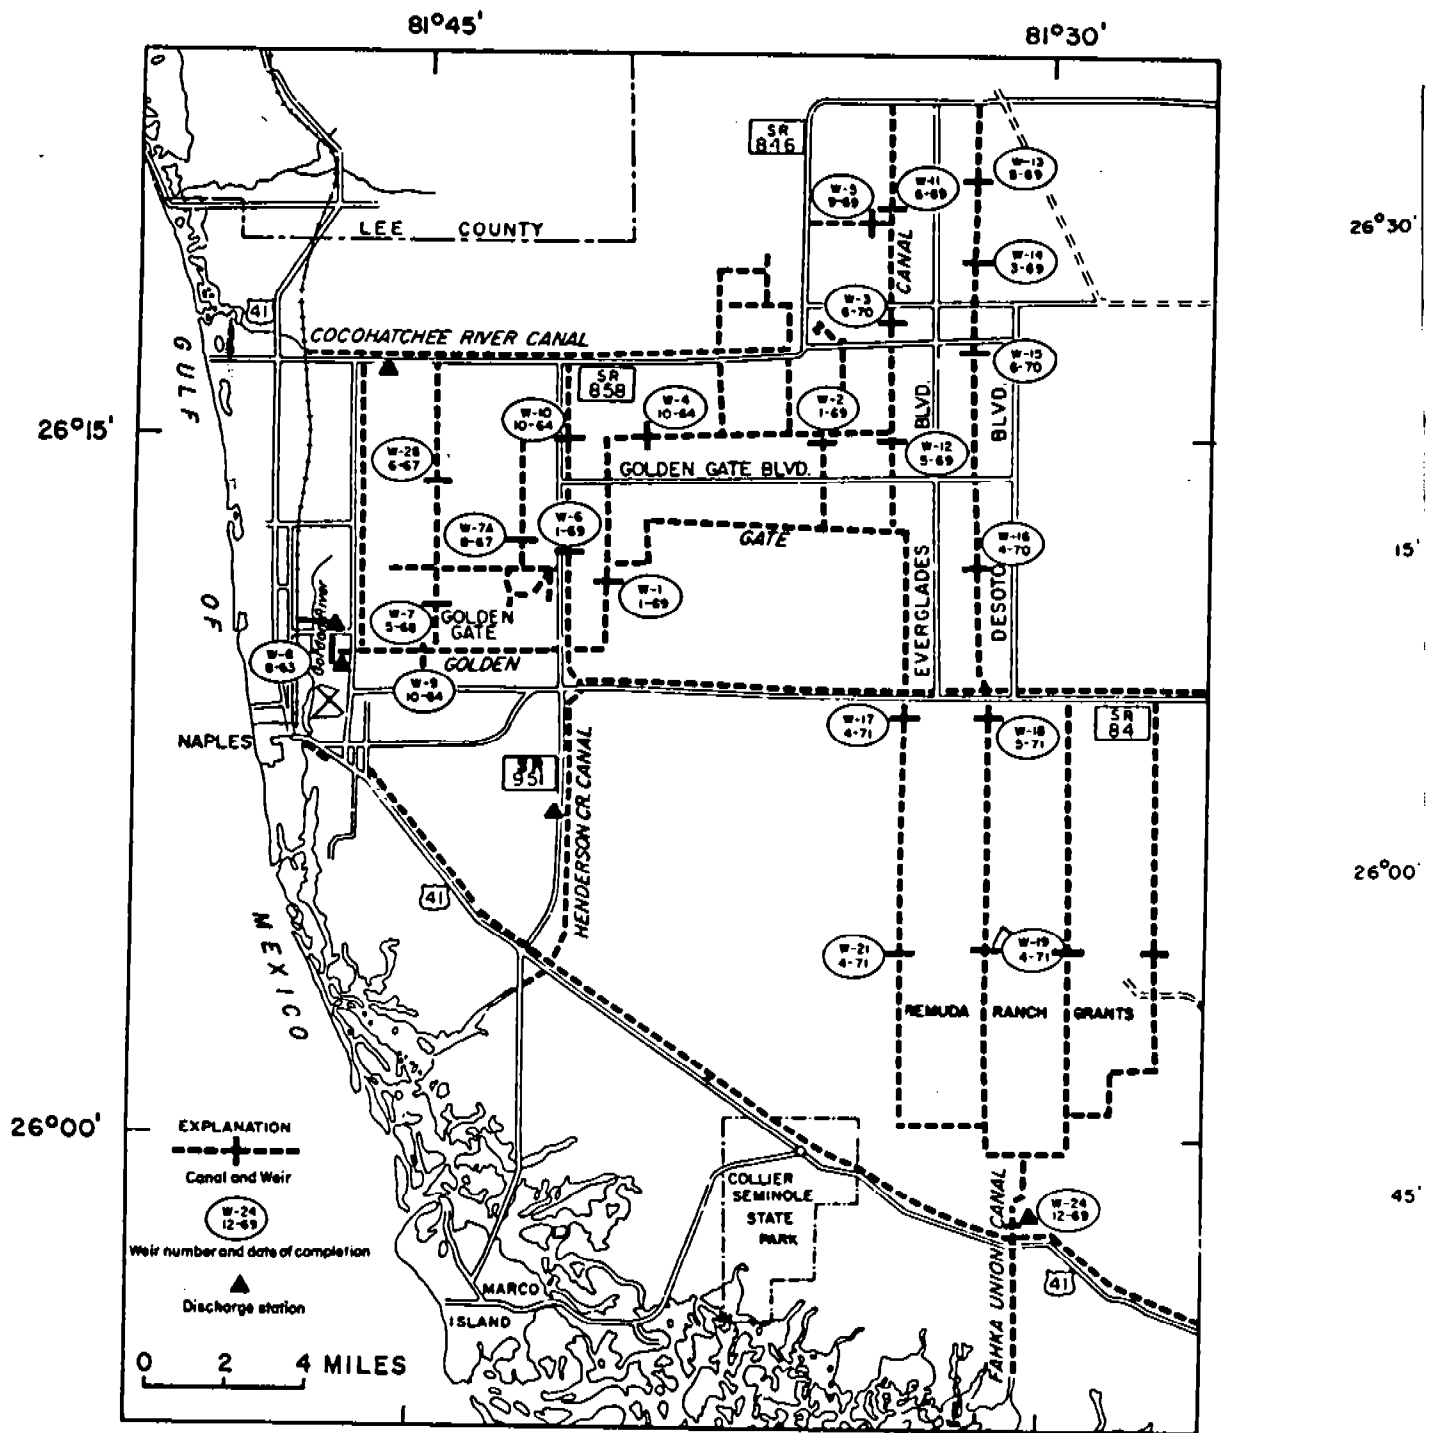 81°45'
81°30'
SR
846
W-13
8-69
W-5
9-69
W-11
6-69
26°30'
LEE COUNTY
CANAL
W-14
3-69
W-3
6-70
41
COCOHATCHEE RIVER CANAL
W-15
6-70
SR
858
W-4
10-64
W-2
1-69
W-10
10-64
BLVD.
BLVD.
26°15'
W-28
6-67
W-12
5-69
GOLDEN GATE BLVD.
GULF
OF
MEXICO
W-6
1-69
W-7A
8-67
GATE
W-16
4-70
15'
W-1
1-69
EVERGLADES
DESOTO
W-7
5-68
GOLDEN
GATE
Gordon River
W-8
8-63
GOLDEN
W-9
10-64
W-17
4-71
W-18
5-71
SR
84
NAPLES
SR
951
HENDERSON CR. CANAL
41
26°00'
W-21
4-71
W-19
4-71
REMUDA RANCH GRANTS
26°00'
EXPLANATION
Canal and Weir
W-24
12-69
Weir number and date of completion
Discharge station
COLLIER
SEMINOLE
STATE
PARK
45'
W-24
12-69
FAHKA UNION CANAL
41
MARCO
ISLAND
0 2 4 MILES